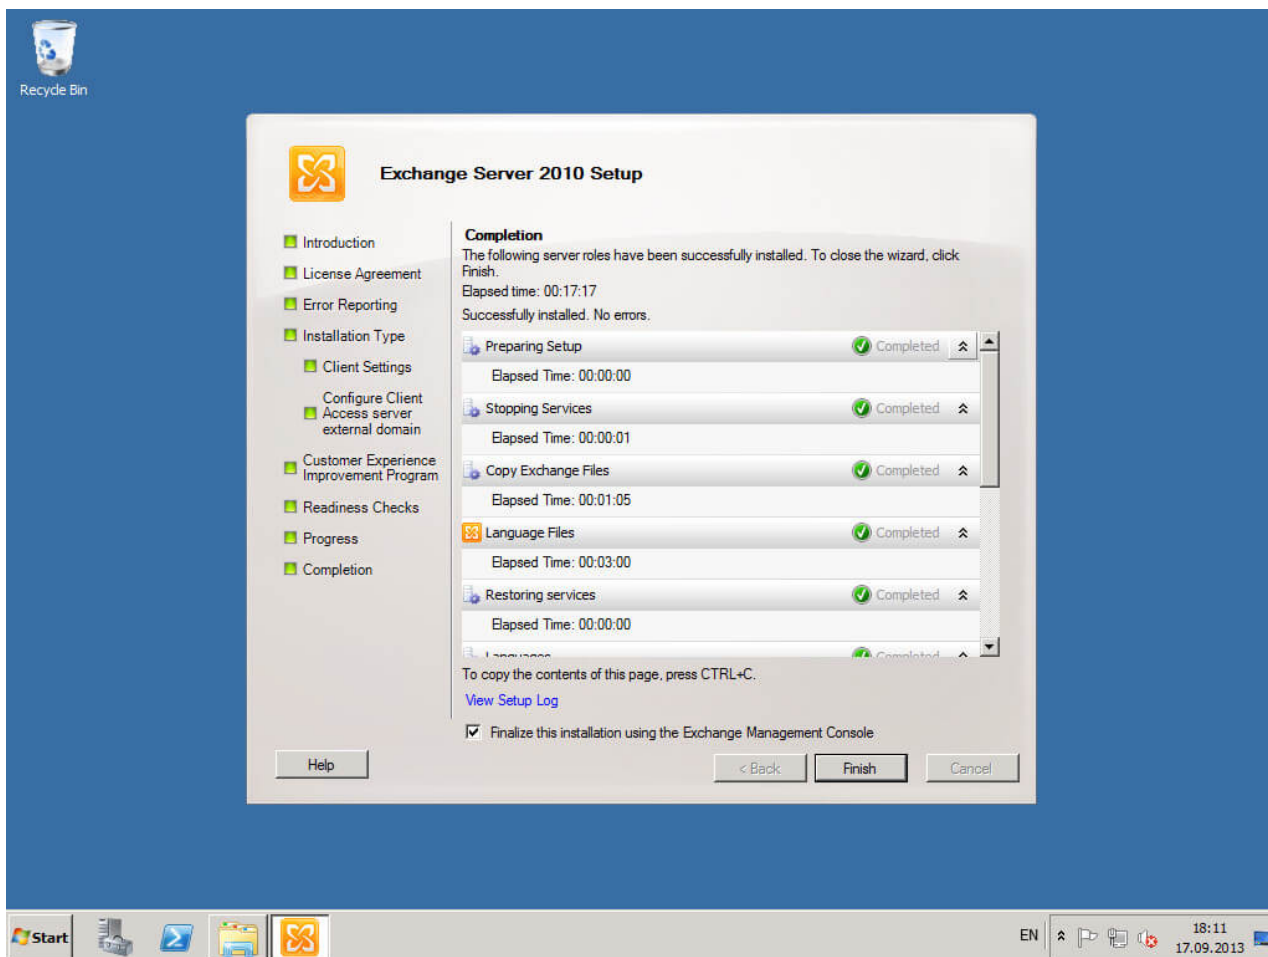 Recycle Bin
Exchange Server 2010 Setup
Introduction
License Agreement
Error Reporting
Installation Type
Client Settings
Configure Client
Access server
external domain
Customer Experience
Improvement Program
Readiness Checks
Progress
Completion
Completion
The following server roles have been successfully installed. To close the wizard, click
Finish.
Elapsed time: 00:17:17
Successfully installed. No errors.
Preparing Setup Completed
Elapsed Time: 00:00:00
Stopping Services Completed
Elapsed Time: 00:00:01
Copy Exchange Files Completed
Elapsed Time: 00:01:05
Language Files Completed
Elapsed Time: 00:03:00
Restoring services Completed
Elapsed Time: 00:00:00
Languages Completed
To copy the contents of this page, press CTRL+C.
View Setup Log
Finalize this installation using the Exchange Management Console
Help
< Back
Finish
Cancel
Start
EN
18:11
17.09.2013